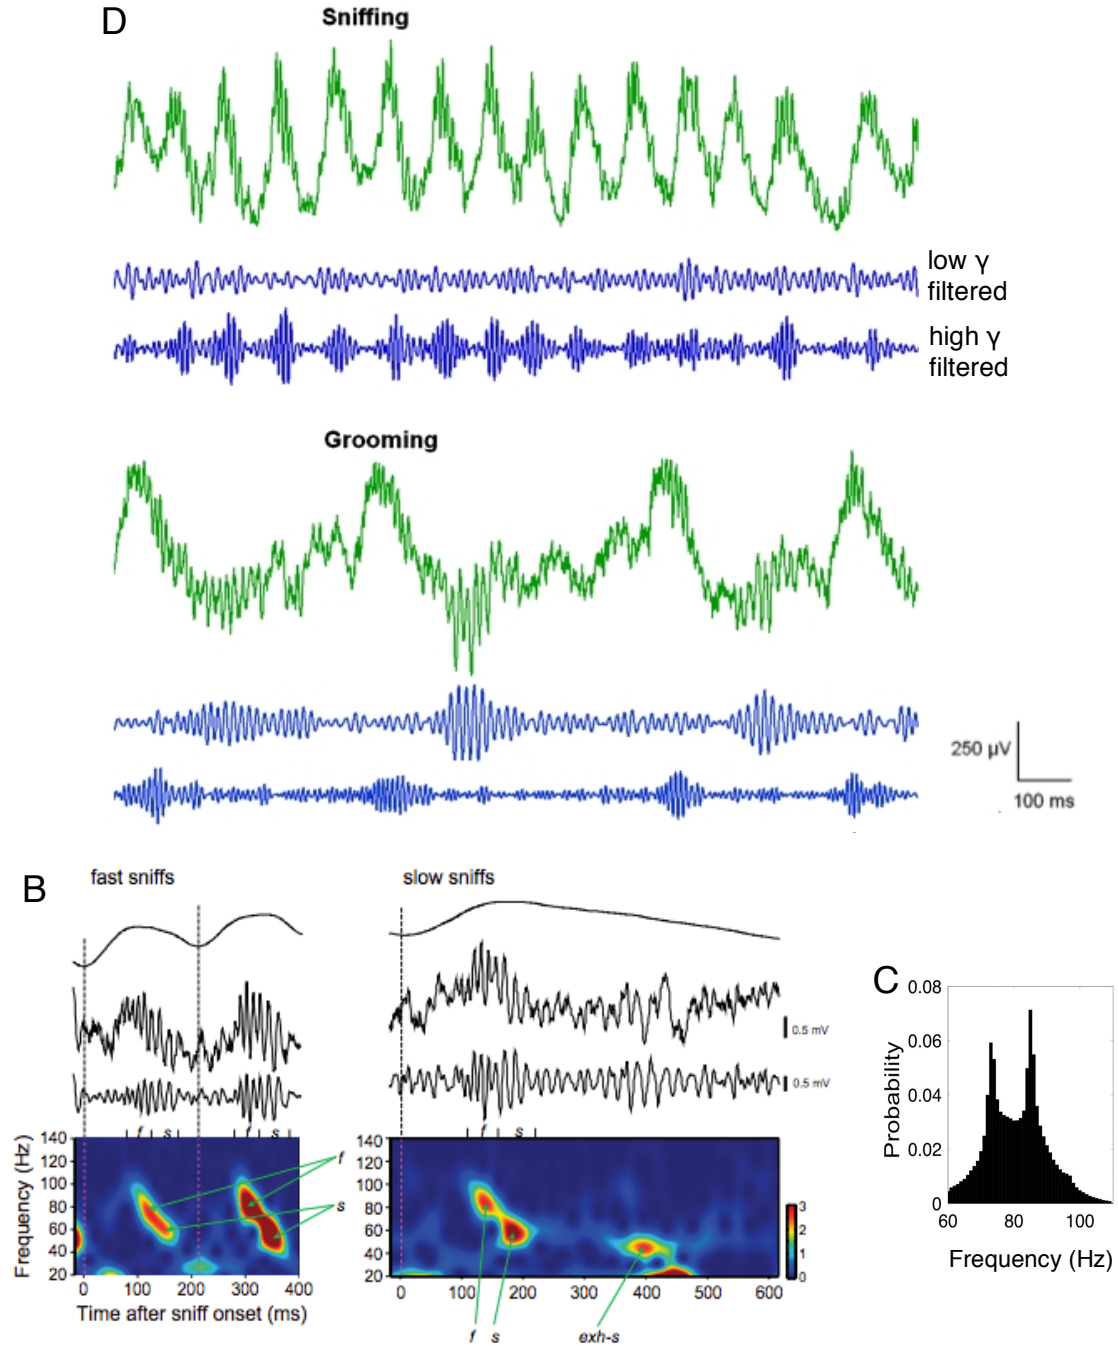 D
Sniffing
low γ
filtered
high γ
filtered
Grooming
250 μV
100 ms
B
fast sniffs
slow sniffs
0.5 mV
0.5 mV
f s f s
f s
Frequency (Hz)
140
120
100
80
60
40
20
0 100 200 300 400
Time after sniff onset (ms)
f
s
140
120
100
80
60
40
20
0 100 200 300 400 500 600
f s exh-s
3
2
1
0
C
Probability
0.08
0.06
0.04
0.02
0
60 80 100
Frequency (Hz)